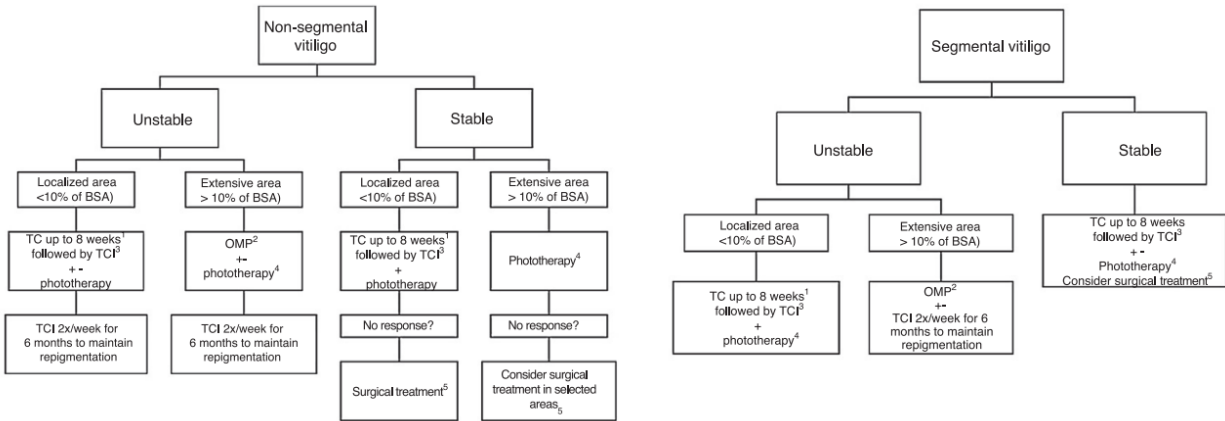 Non-segmental
vitiligo
Unstable
Stable
Localized area
<10% of BSA)
Extensive area
> 10% of BSA)
Localized area
<10% of BSA)
Extensive area
> 10% of BSA)
TC up to 8 weeks¹
followed by TCI³
+ -
phototherapy
OMP²
+-
phototherapy⁴
TC up to 8 weeks¹
followed by TCI³
+
phototherapy
Phototherapy⁴
TCI 2x/week for
6 months to maintain
repigmentation
TCI 2x/week for
6 months to maintain
repigmentation
No response?
No response?
Surgical treatment⁵
Consider surgical
treatment in selected
areas₅
Segmental vitiligo
Unstable
Stable
Localized area
<10% of BSA)
Extensive area
> 10% of BSA)
TC up to 8 weeks
followed by TCI³
+ -
Phototherapy⁴
Consider surgical treatment⁵
TC up to 8 weeks¹
followed by TCI³
+
phototherapy⁴
OMP²
+-
TCI 2x/week for 6
months to maintain
repigmentation